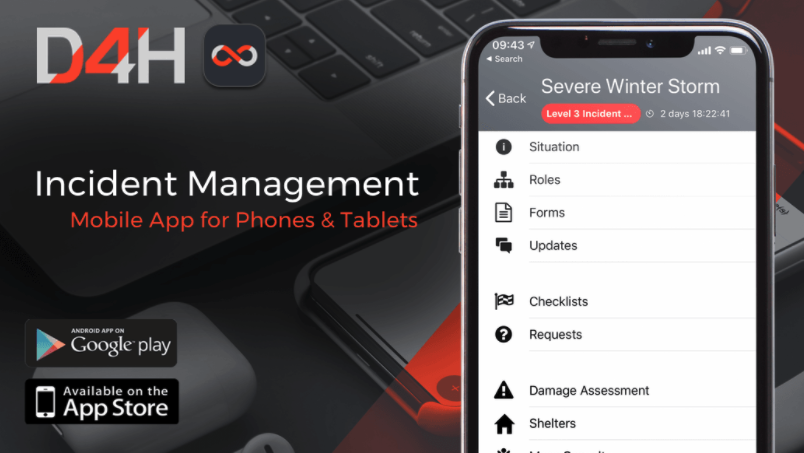 D4H
Incident Management
Mobile App for Phones & Tablets
ANDROID APP ON
Google play
Available on the
App Store
09:43
Search
Back
Severe Winter Storm
Level 3 Incident ...
2 days 18:22:41
Situation
Roles
Forms
Updates
Checklists
Requests
Damage Assessment
Shelters